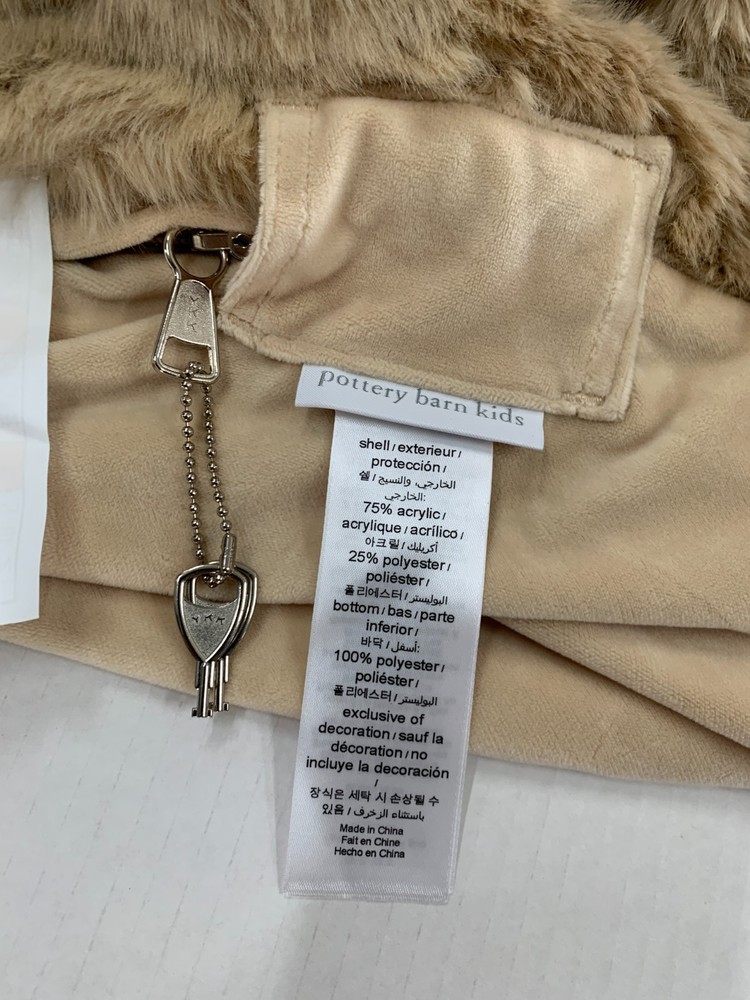 YKK
pottery barn kids
shell / exterieur /
protección /
쉘 / الخارجي، والنسيج
الخارجي:
75% acrylic /
acrylique / acrílico /
아크릴 / أكريليك
25% polyester /
poliéster /
폴리에스터 / البوليستر
bottom / bas / parte
inferior /
바닥 / أسفل:
100% polyester /
poliéster /
폴리에스터 / البوليستر
exclusive of
decoration / sauf la
décoration / no
incluye la decoración
/
장식은 세탁 시 손상될 수
있음 / باستثناء الزخرف
Made in China
Fait en Chine
Hecho en China
YKK